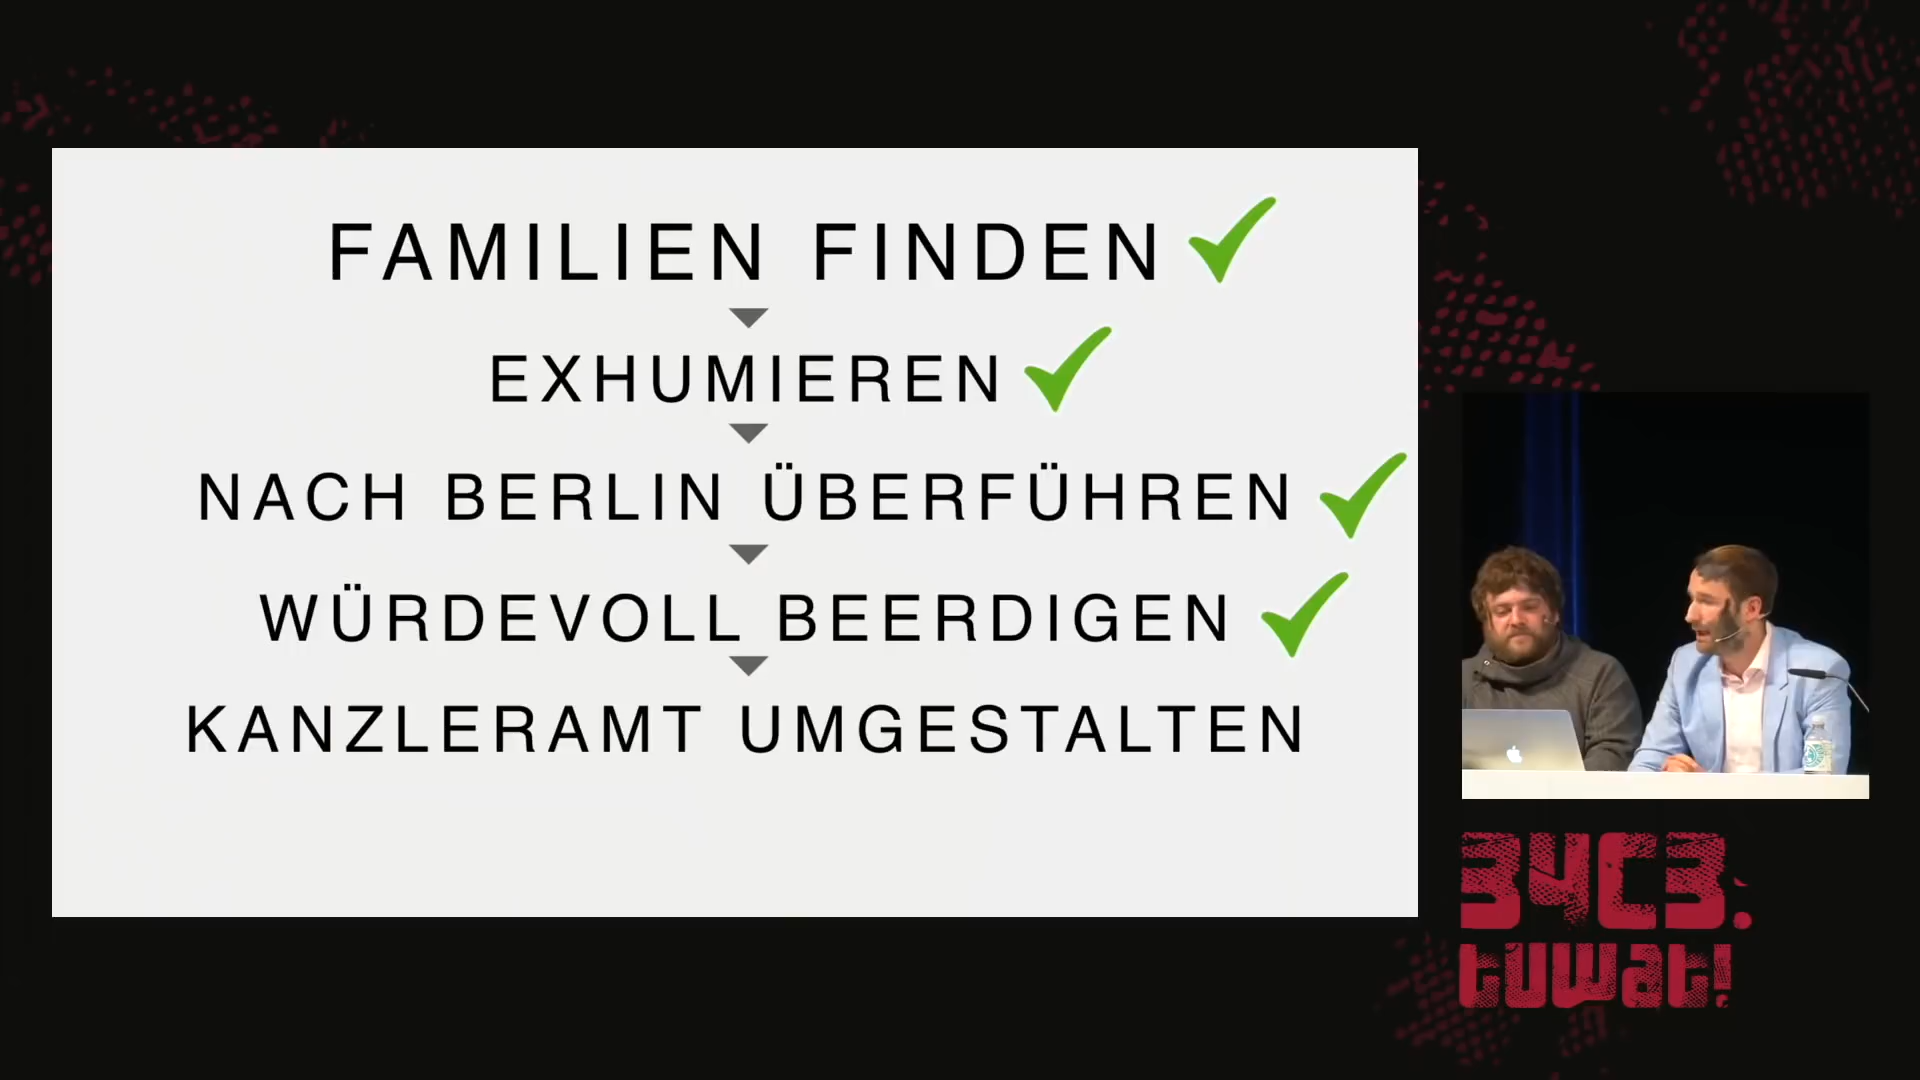 FAMILIEN FINDEN
EXHUMIEREN
NACH BERLIN ÜBERFÜHREN
WÜRDEVOLL BEERDIGEN
KANZLERAMT UMGESTALTEN
34C3.
tuwat!